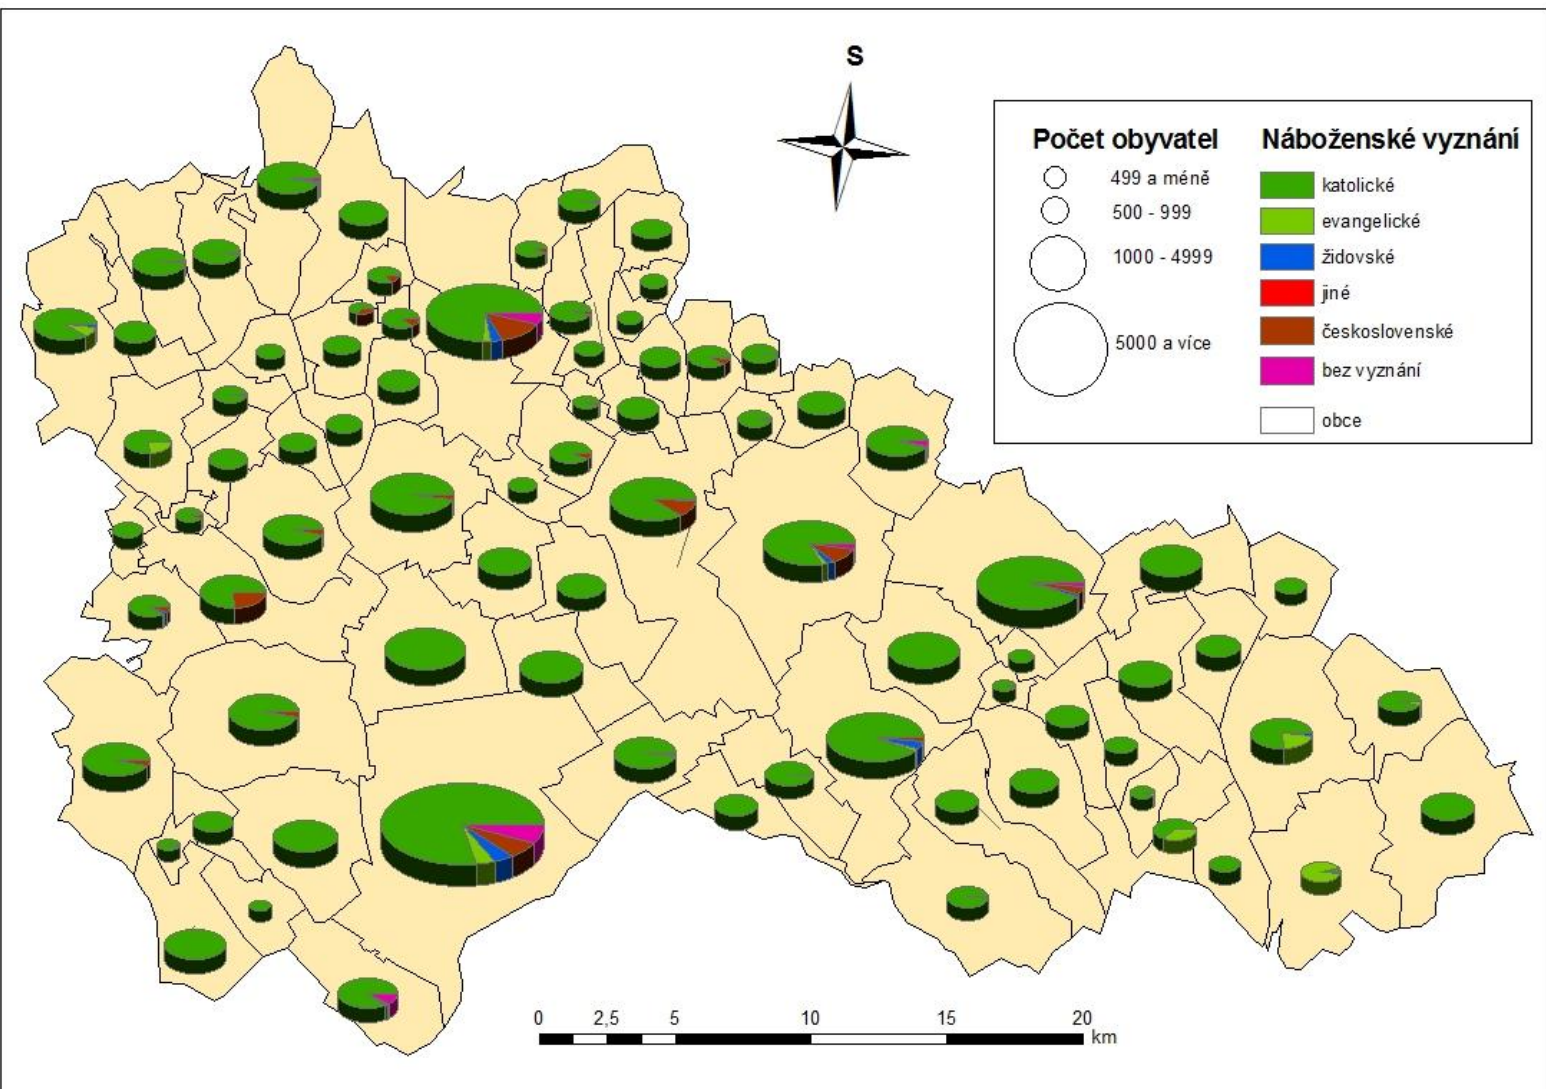 S
Počet obyvatel
499 a méně
500 - 999
1000 - 4999
5000 a více
Náboženské vyznání
katolické
evangelické
židovské
jiné
československé
bez vyznání
obce
0 2,5 5 10 15 20
km